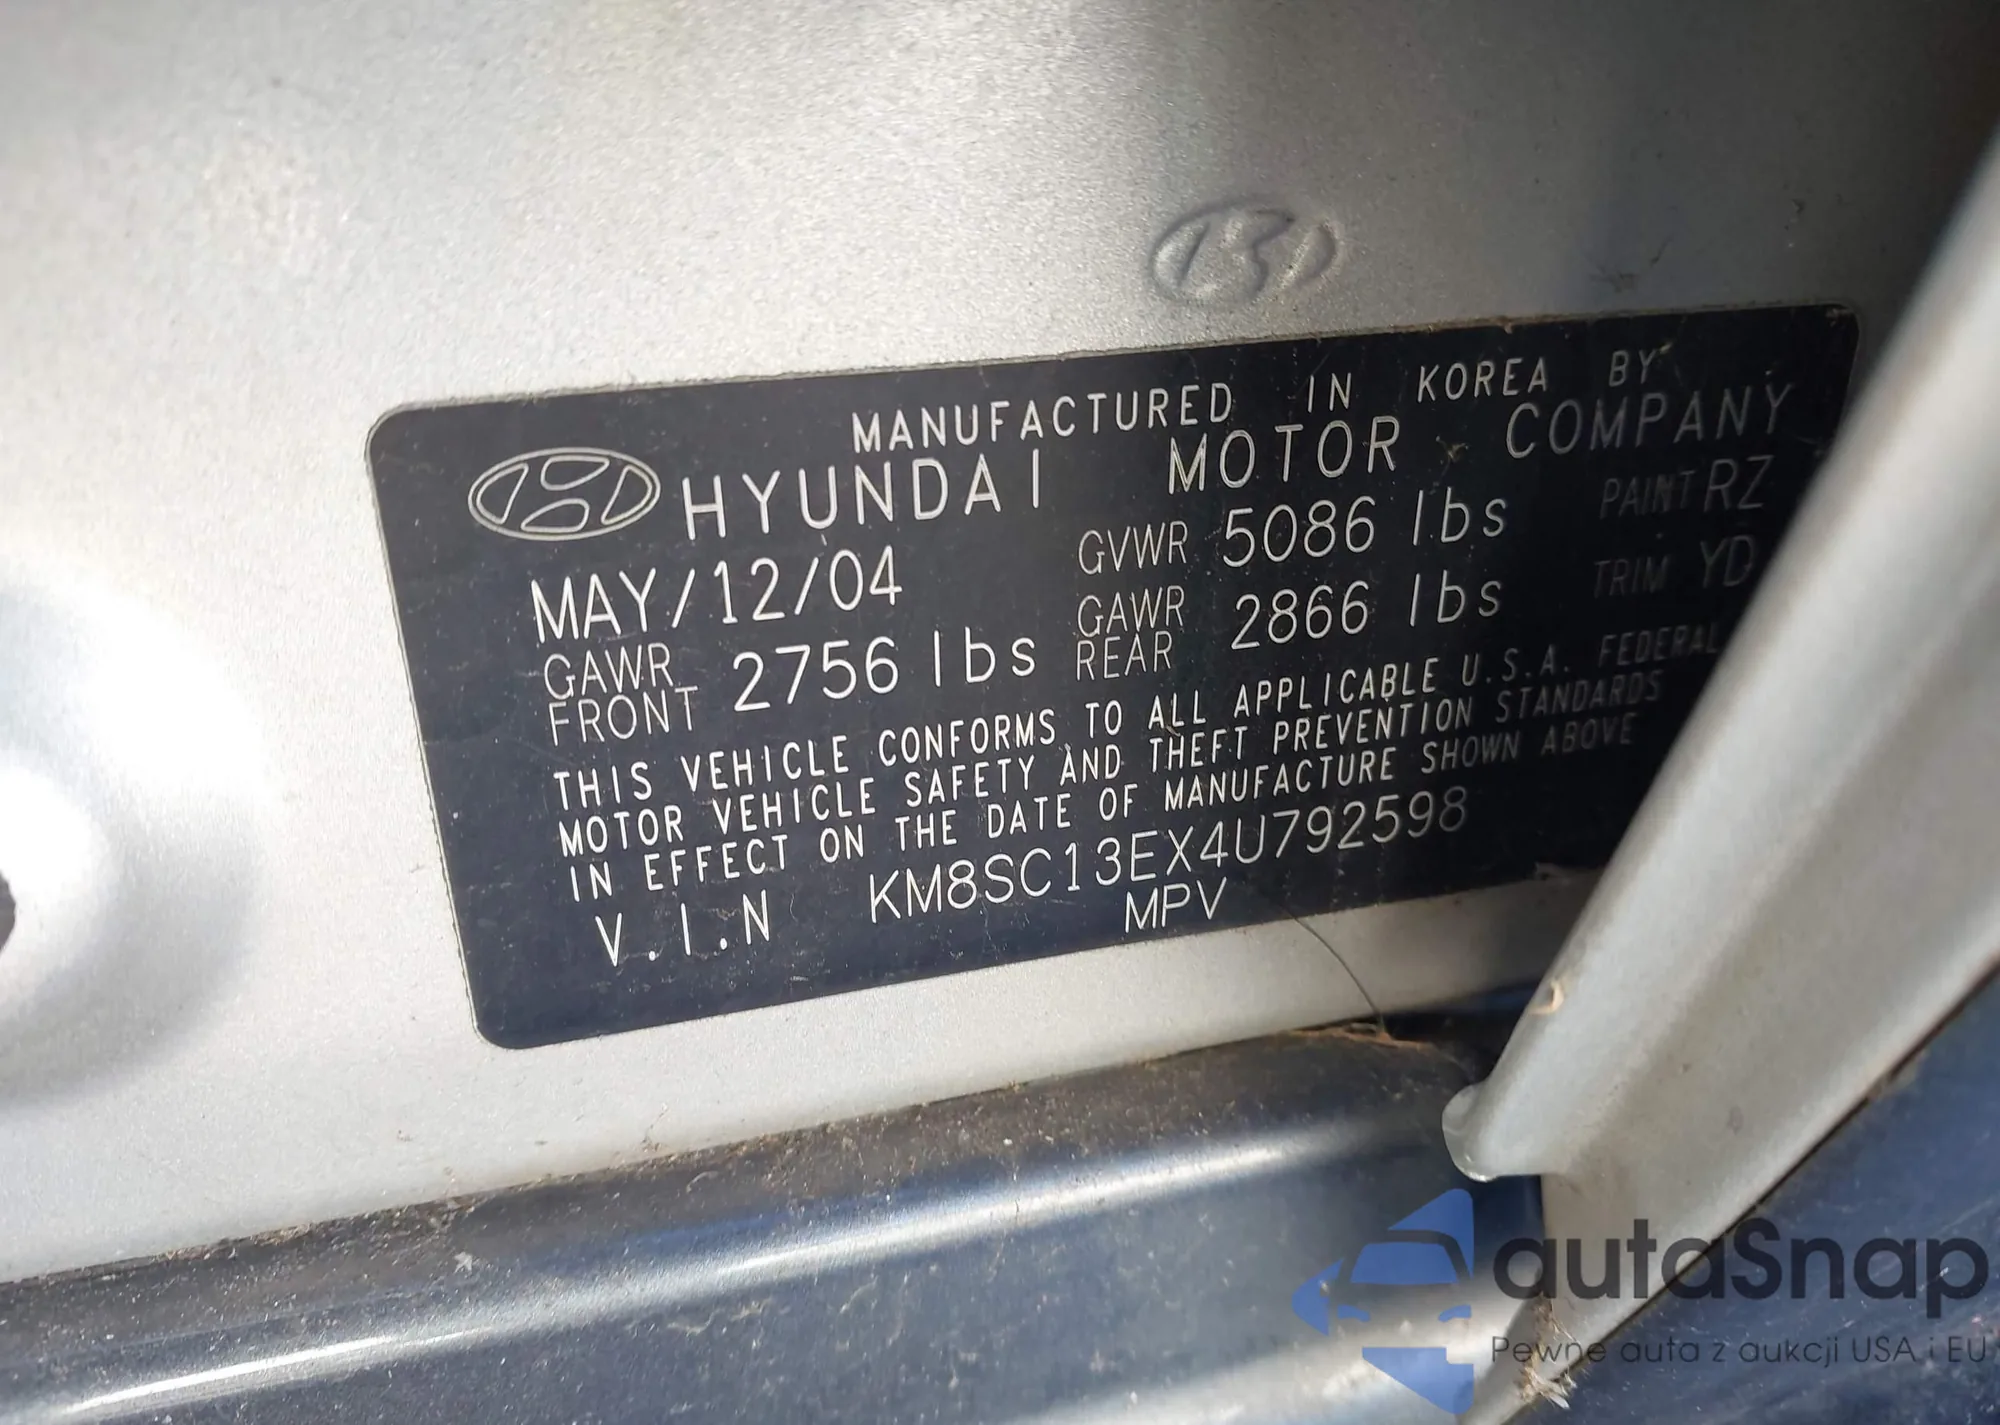 MANUFACTURED IN KOREA BY
HYUNDAI MOTOR COMPANY
MAY/12/04 GVWR 5086 lbs PAINT RZ
GAWR FRONT 2756 lbs GAWR REAR 2866 lbs TRIM YD
THIS VEHICLE CONFORMS TO ALL APPLICABLE U.S.A. FEDERAL
MOTOR VEHICLE SAFETY AND THEFT PREVENTION STANDARDS
IN EFFECT ON THE DATE OF MANUFACTURE SHOWN ABOVE
V.I.N KM8SC13EX4U792598
MPV
autaSnap
Pewne auta z aukcji USA i EU